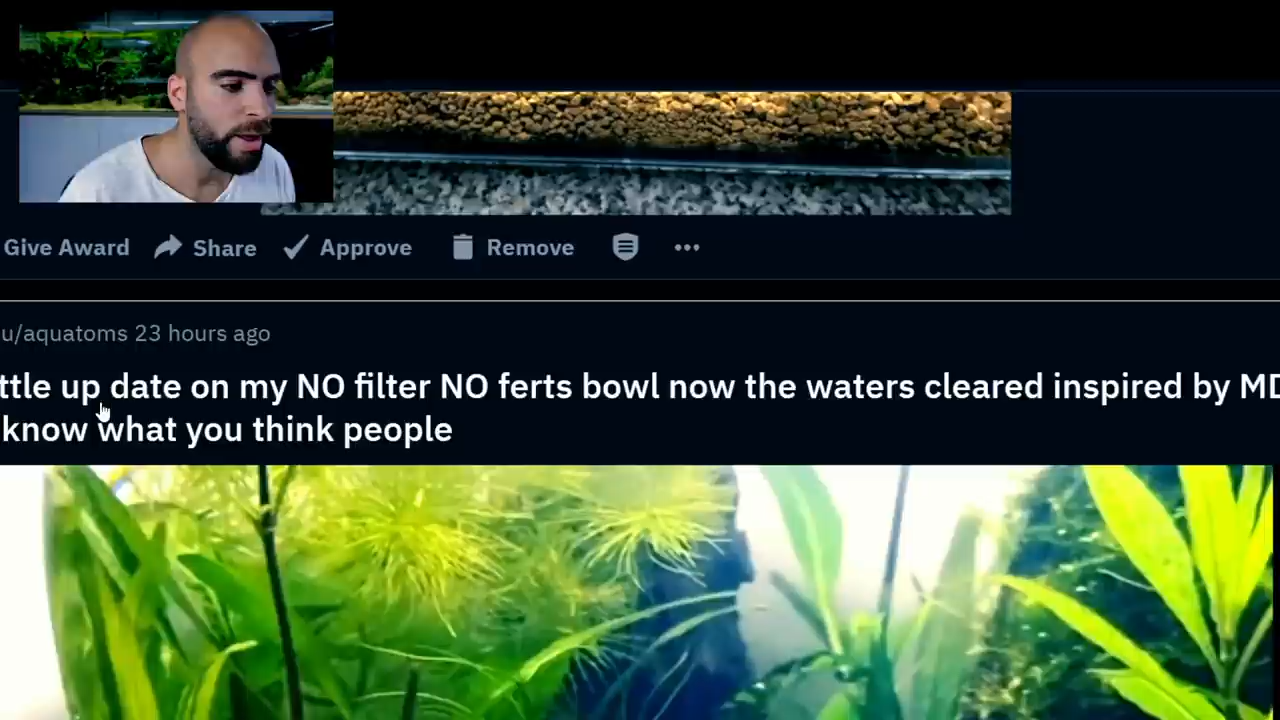 Give Award Share Approve Remove
u/aquatoms 23 hours ago
ttle up date on my NO filter NO ferts bowl now the waters cleared inspired by MD
know what you think people